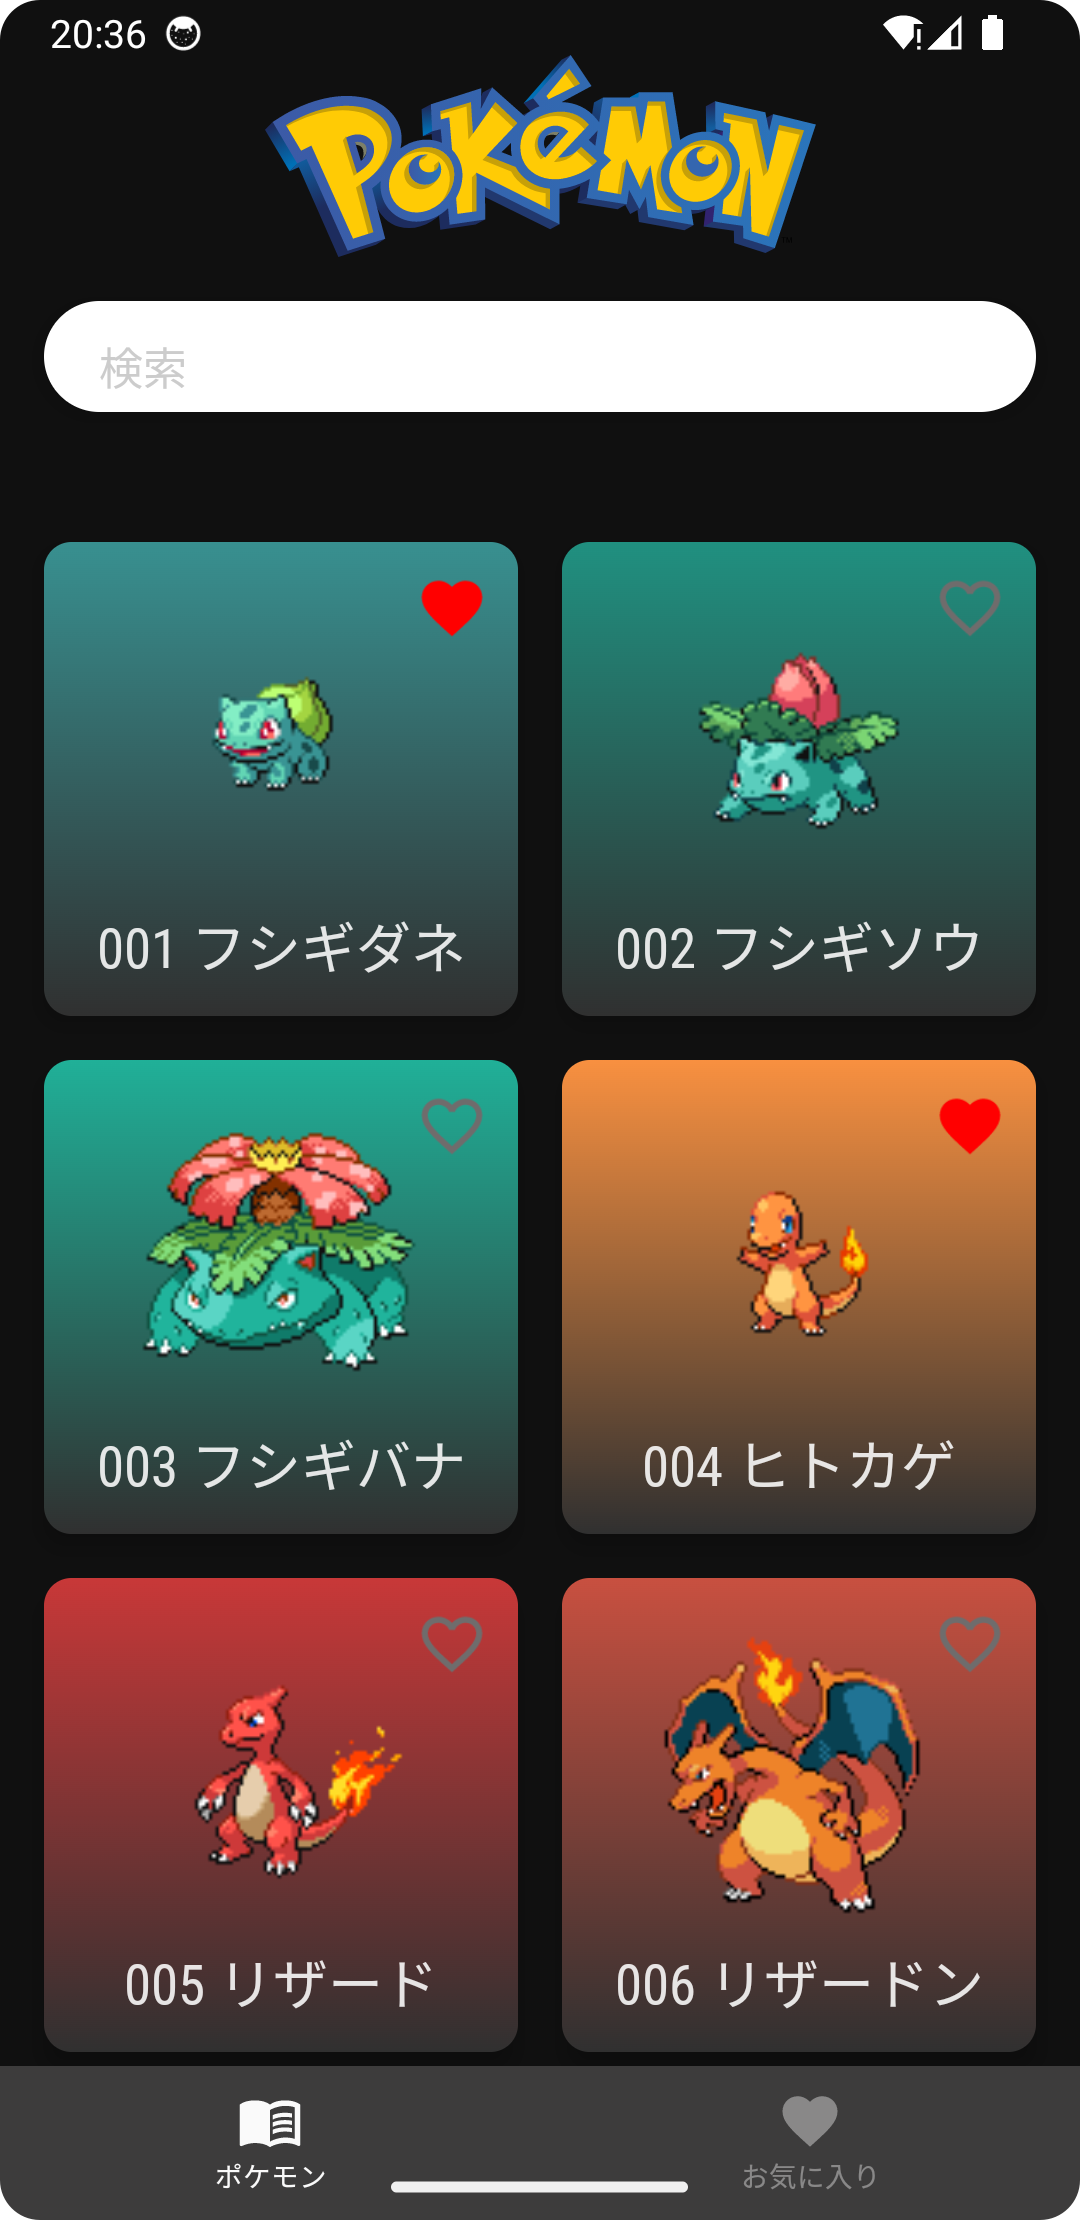 20:36
POKéMON
検索
001 フシギダネ
002 フシギソウ
003 フシギバナ
004 ヒトカゲ
005 リザード
006 リザードン
ポケモン
お気に入り